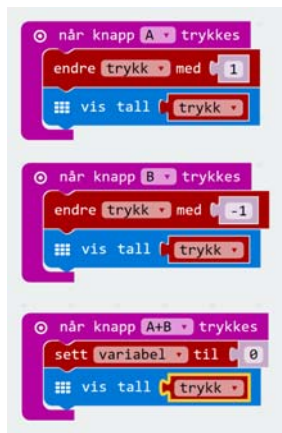 når knapp A trykkes
endre trykk med 1
vis tall trykk
når knapp B trykkes
endre trykk med -1
vis tall trykk
når knapp A+B trykkes
sett variabel til 0
vis tall trykk